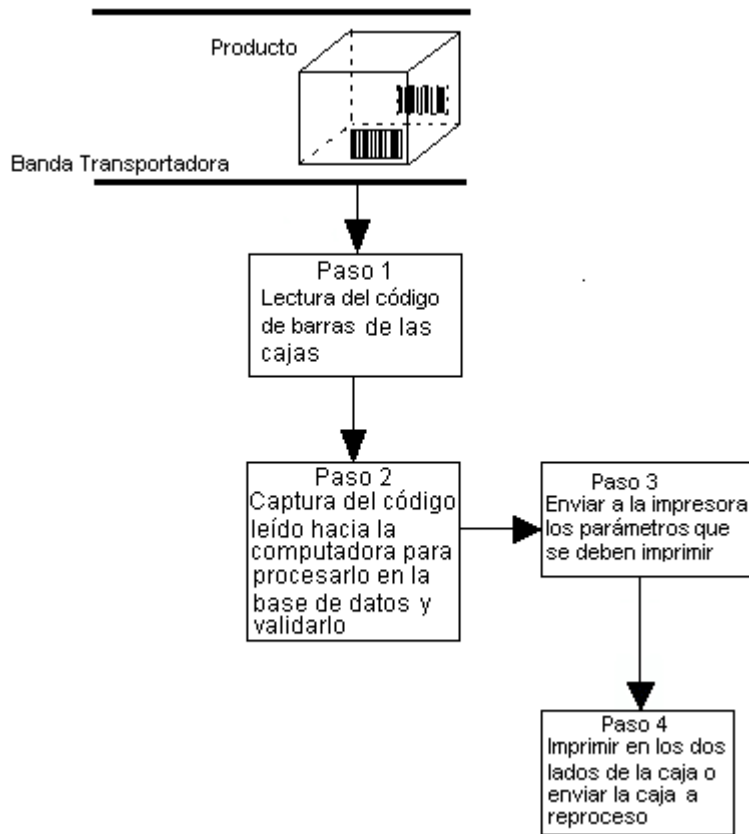 Producto
Banda Transportadora
Paso 1
Lectura del código
de barras de las
cajas
Paso 2
Captura del código
leído hacia la
computadora para
procesarlo en la
base de datos y
validarlo
Paso 3
Enviar a la impresora
los parámetros que
se deben imprimir
Paso 4
Imprimir en los dos
lados de la caja o
enviar la caja a
reproceso